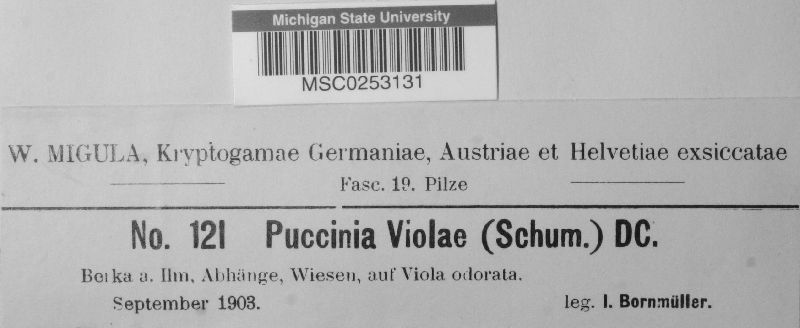 Michigan State University
MSC0253131
W. MIGULA, Kryptogamae Germaniae, Austriae et Helvetiae exsiccatae
Fasc. 19. Pilze
No. 121 Puccinia Violae (Schum.) DC.
Berka a. Ilm, Abhänge, Wiesen, auf Viola odorata.
September 1903. leg. I. Bornmüller.